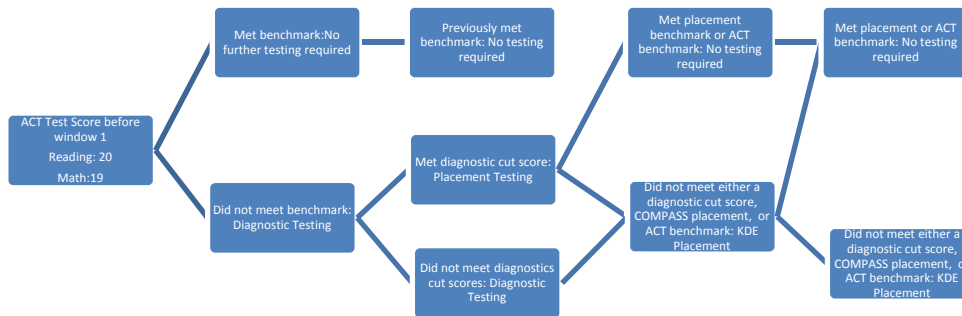 ACT Test Score before
window 1
Reading: 20
Math:19
Met benchmark:No
further testing required
Did not meet benchmark:
Diagnostic Testing
Previously met
benchmark: No testing
required
Met diagnostic cut score:
Placement Testing
Did not meet diagnostics
cut scores: Diagnostic
Testing
Met placement
benchmark or ACT
benchmark: No testing
required
Did not meet either a
diagnostic cut score,
COMPASS placement, or
ACT benchmark: KDE
Placement
Met placement or ACT
benchmark: No testing
required
Did not meet either a
diagnostic cut score,
COMPASS placement,
ACT benchmark: KDE
Placement